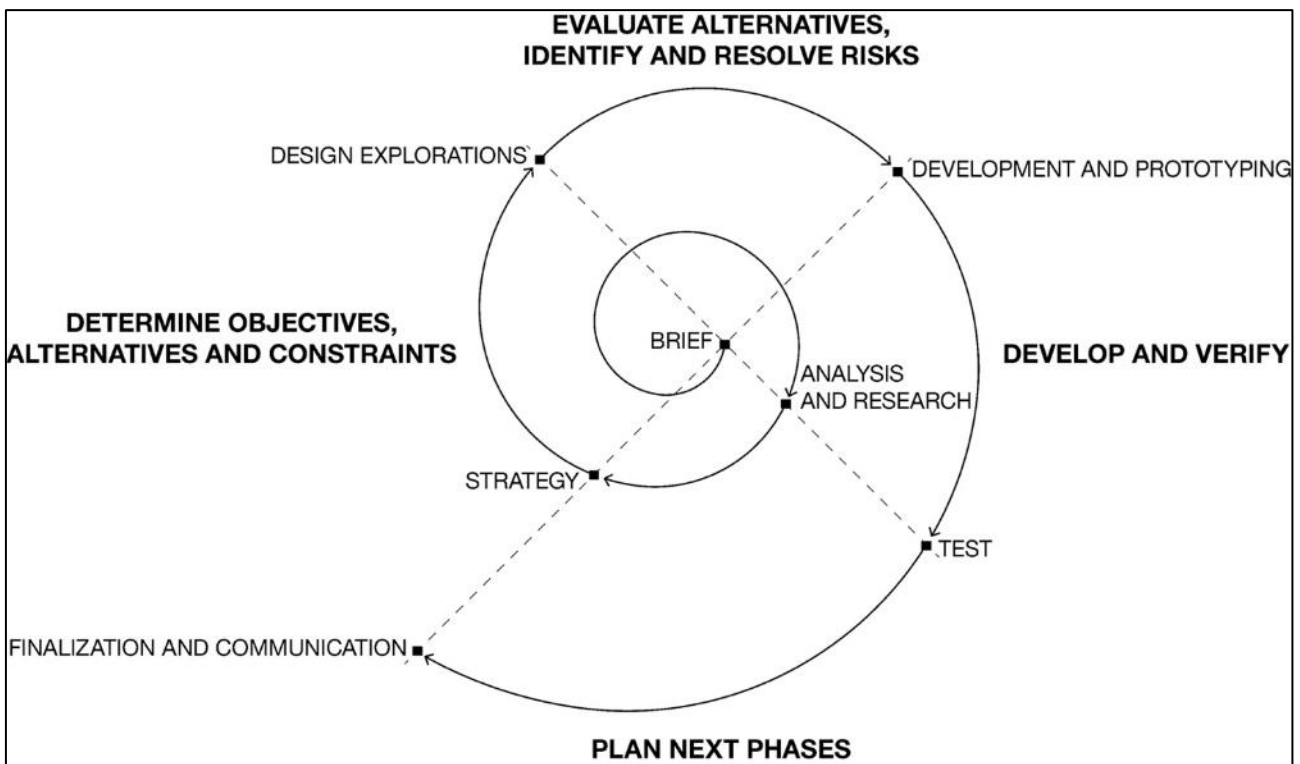 EVALUATE ALTERNATIVES,
IDENTIFY AND RESOLVE RISKS
DESIGN EXPLORATIONS
DEVELOPMENT AND PROTOTYPING
DETERMINE OBJECTIVES,
ALTERNATIVES AND CONSTRAINTS
BRIEF
DEVELOP AND VERIFY
ANALYSIS
AND RESEARCH
STRATEGY
TEST
FINALIZATION AND COMMUNICATION
PLAN NEXT PHASES